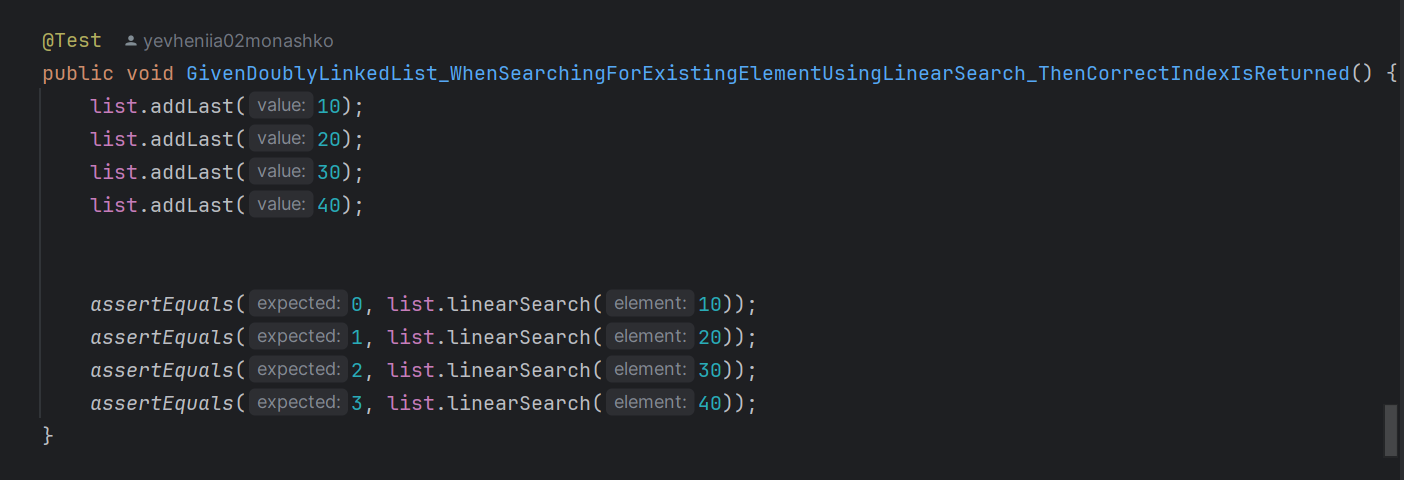 @Test yevheniia02monashko
public void GivenDoublyLinkedList_WhenSearchingForExistingElementUsingLinearSearch_ThenCorrectIndexIsReturned() {
list.addLast( value: 10);
list.addLast( value: 20);
list.addLast( value: 30);
list.addLast( value: 40);
assertEquals( expected: 0, list.linearSearch( element: 10));
assertEquals( expected: 1, list.linearSearch( element: 20));
assertEquals( expected: 2, list.linearSearch( element: 30));
assertEquals( expected: 3, list.linearSearch( element: 40));
}